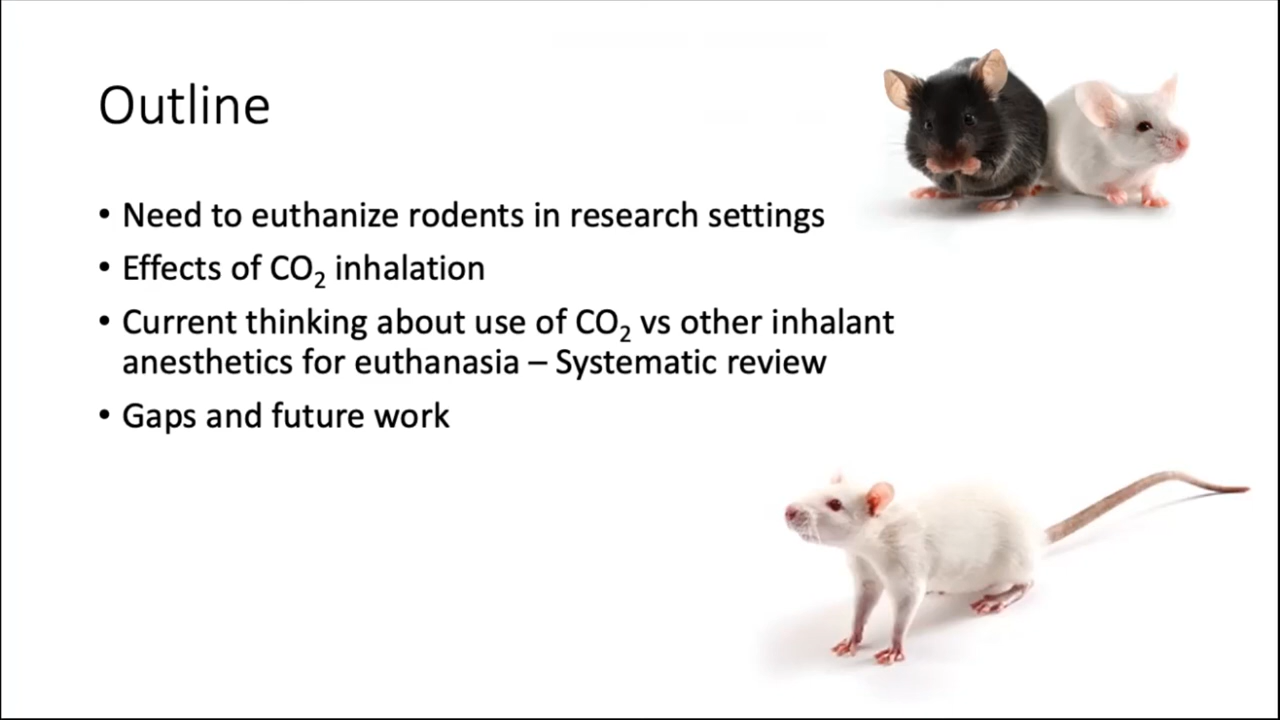 Outline
• Need to euthanize rodents in research settings
• Effects of CO₂ inhalation
• Current thinking about use of CO₂ vs other inhalant
anesthetics for euthanasia – Systematic review
• Gaps and future work